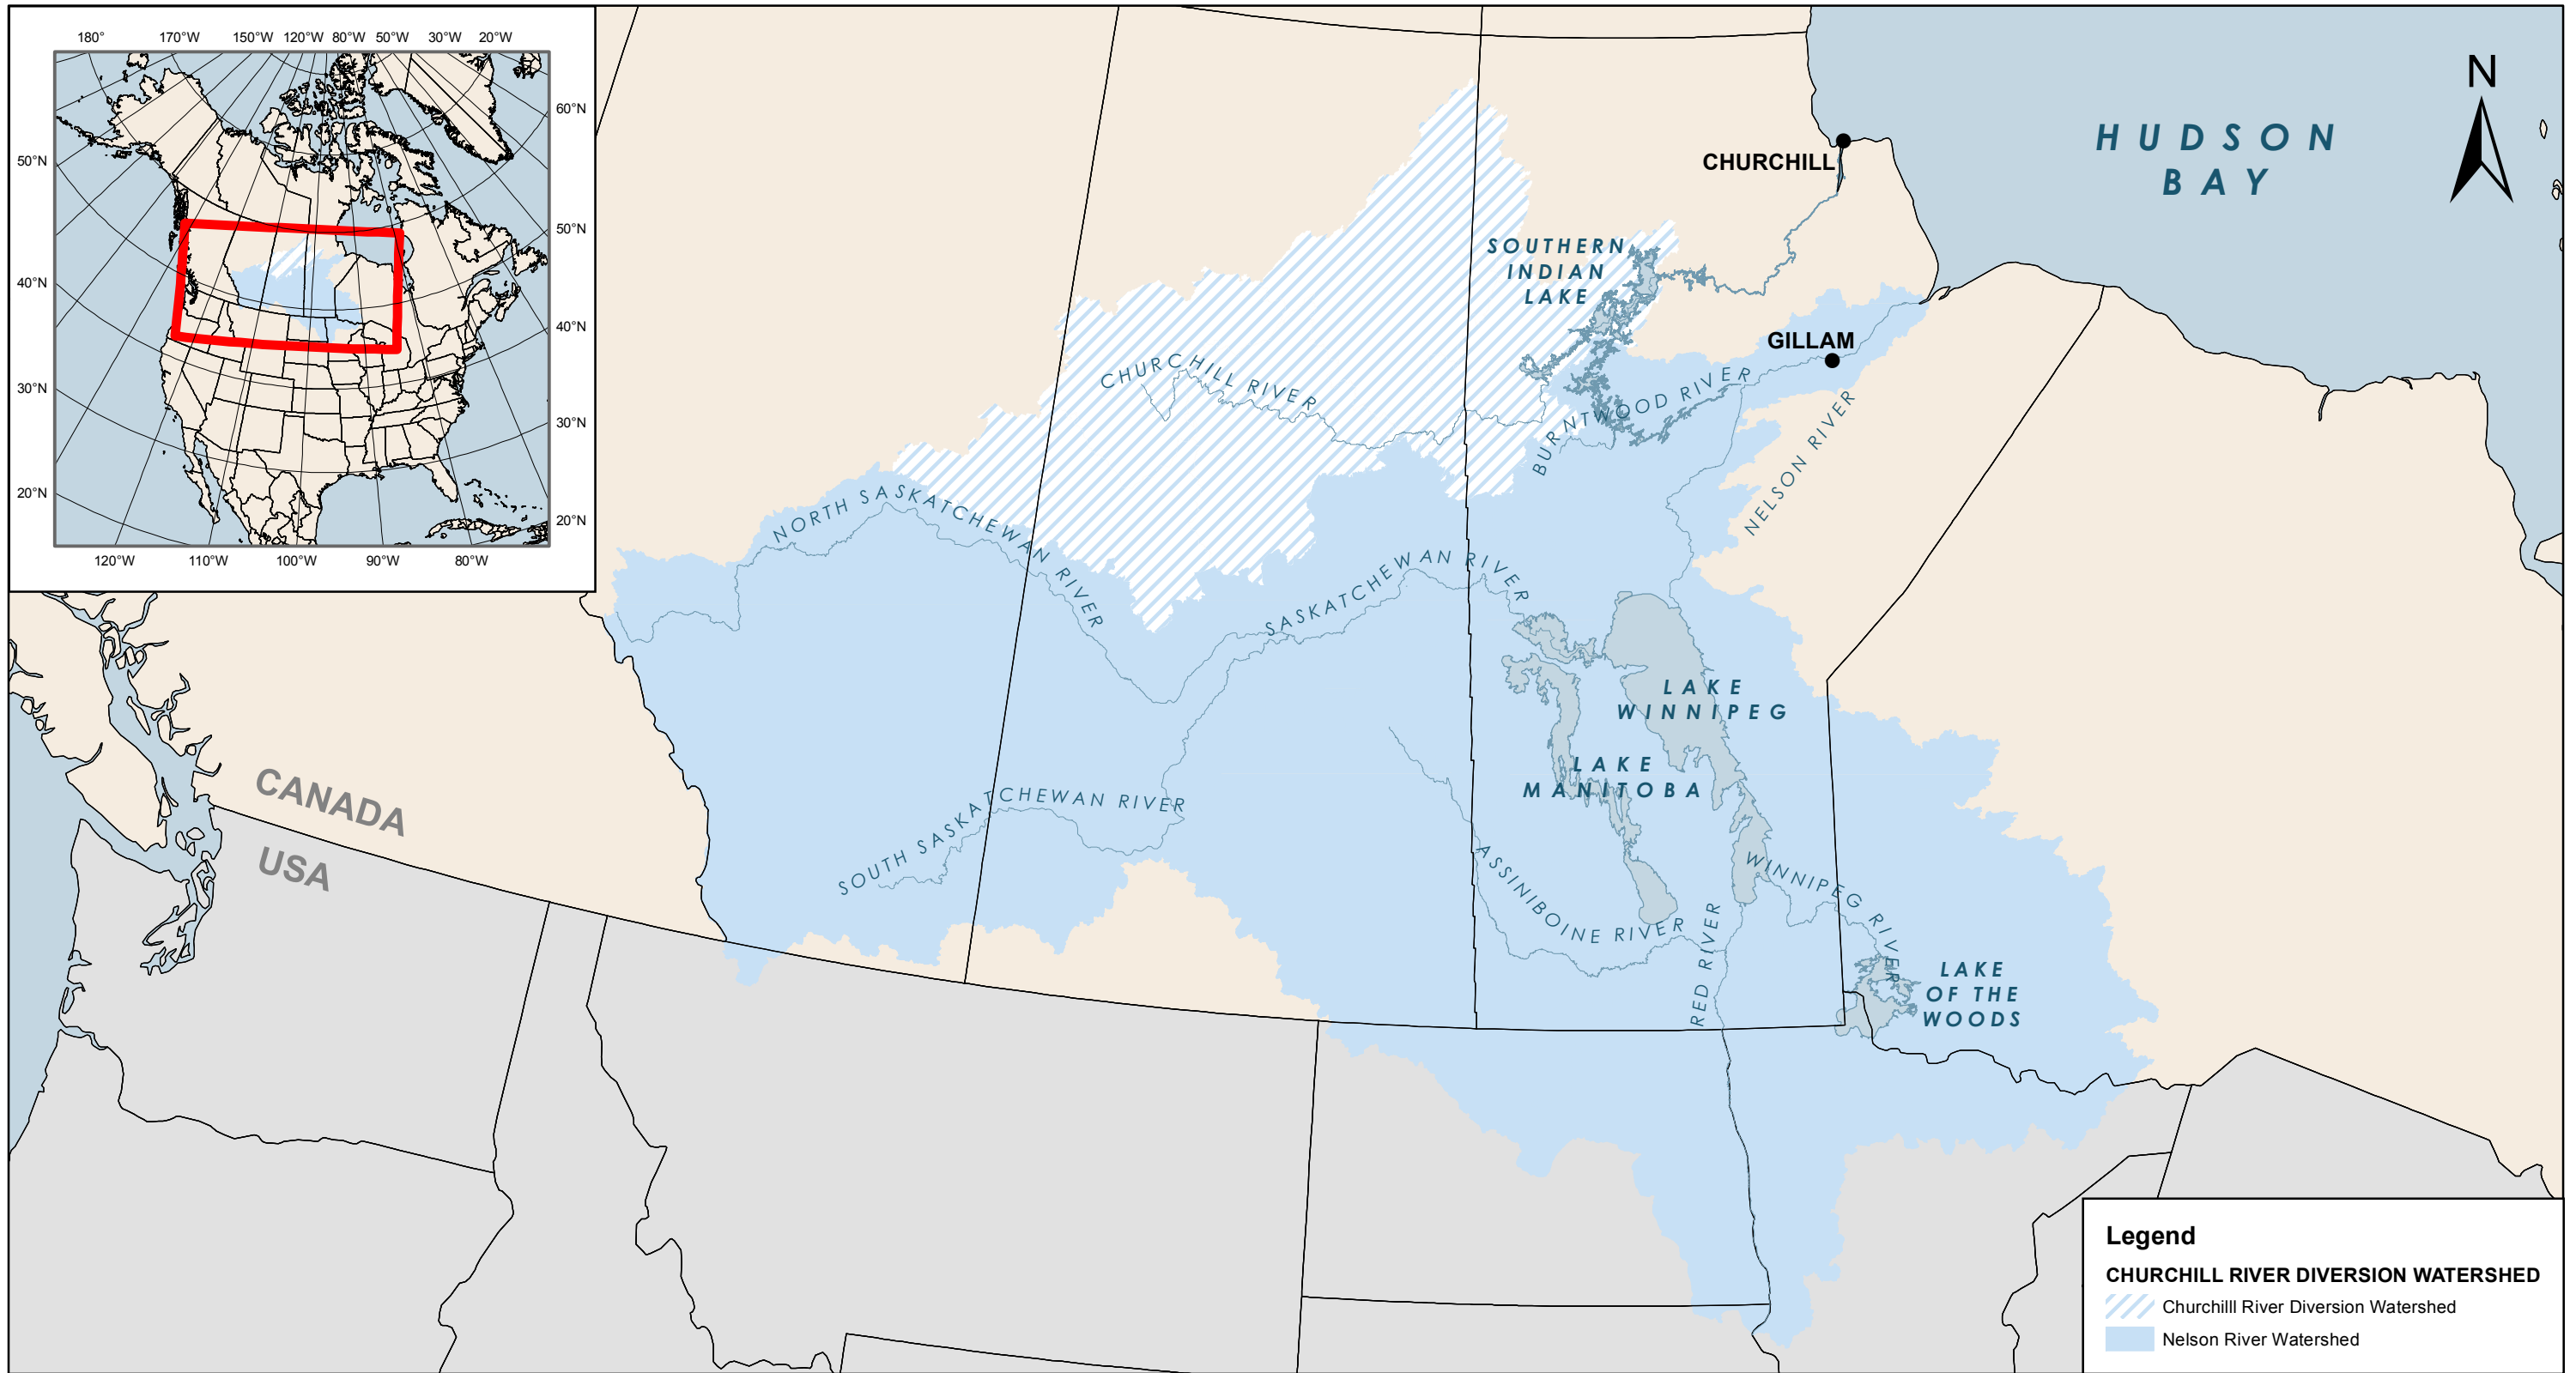 180°
170°W
150°W
120°W
80°W
50°W
30°W
20°W
60°N
50°N
50°N
40°N
40°N
30°N
30°N
20°N
20°N
120°W
110°W
100°W
90°W
80°W
N
HUDSON
BAY
CHURCHILL
SOUTHERN
INDIAN
LAKE
GILLAM
CHURCHILL RIVER
BURNTWOOD RIVER
NELSON RIVER
NORTH SASKATCHEWAN RIVER
SASKATCHEWAN RIVER
LAKE
WINNIPEG
LAKE
MANITOBA
CANADA
USA
SOUTH SASKATCHEWAN RIVER
ASSINIBOINE RIVER
WINNIPEG RIVER
RED RIVER
LAKE
OF THE
WOODS
Legend
CHURCHILL RIVER DIVERSION WATERSHED
Churchilll River Diversion Watershed
Nelson River Watershed